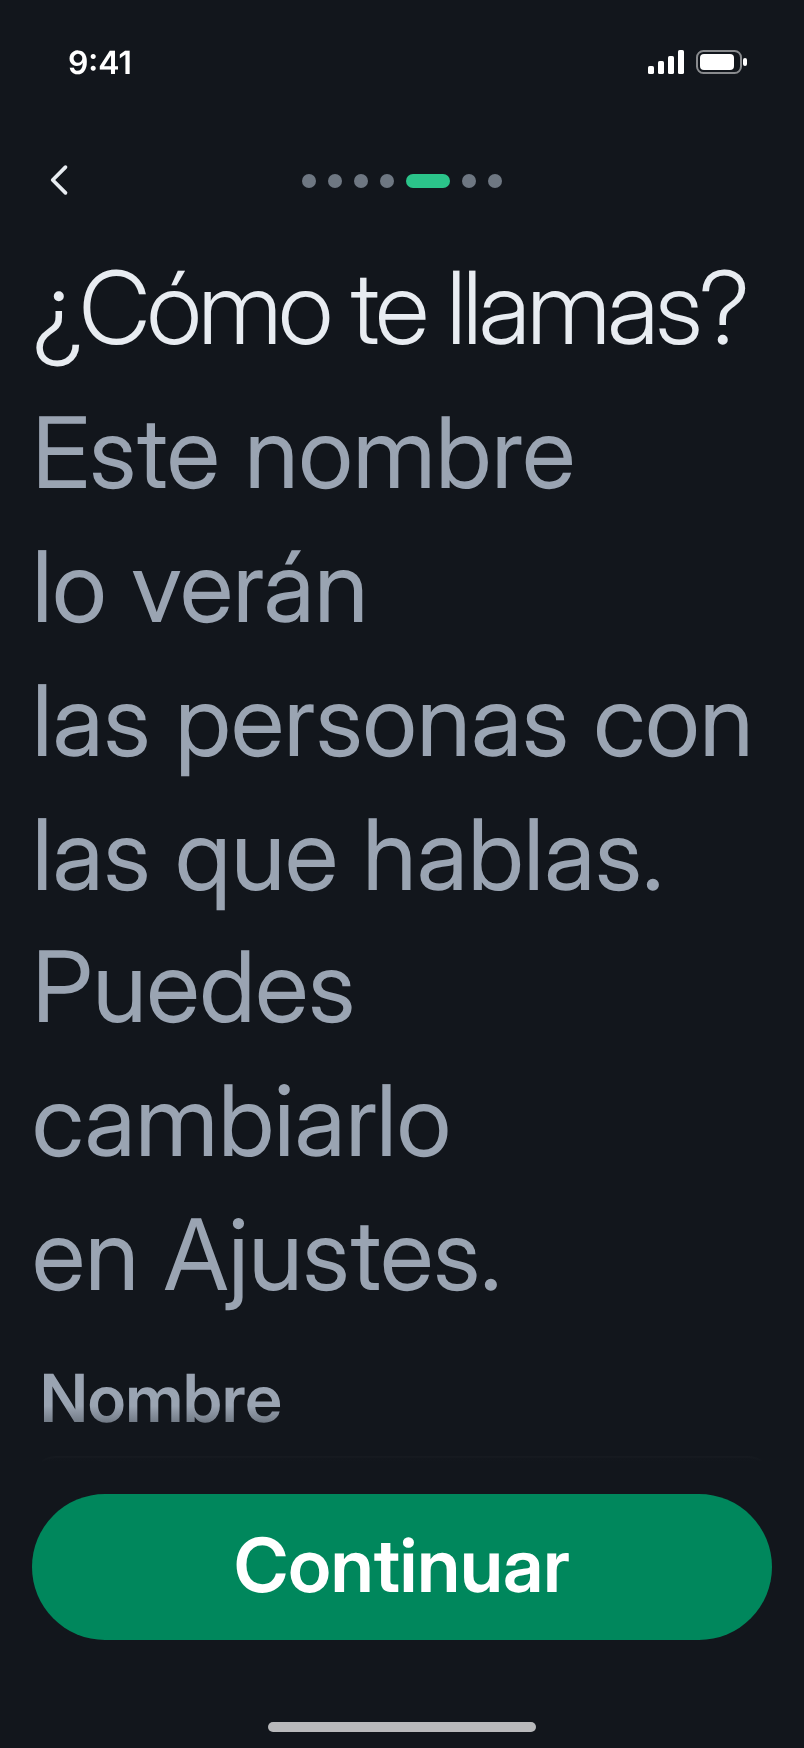 9:41
¿Cómo te llamas?
Este nombre
lo verán
las personas con
las que hablas.
Puedes
cambiarlo
en Ajustes.
Nombre
Continuar